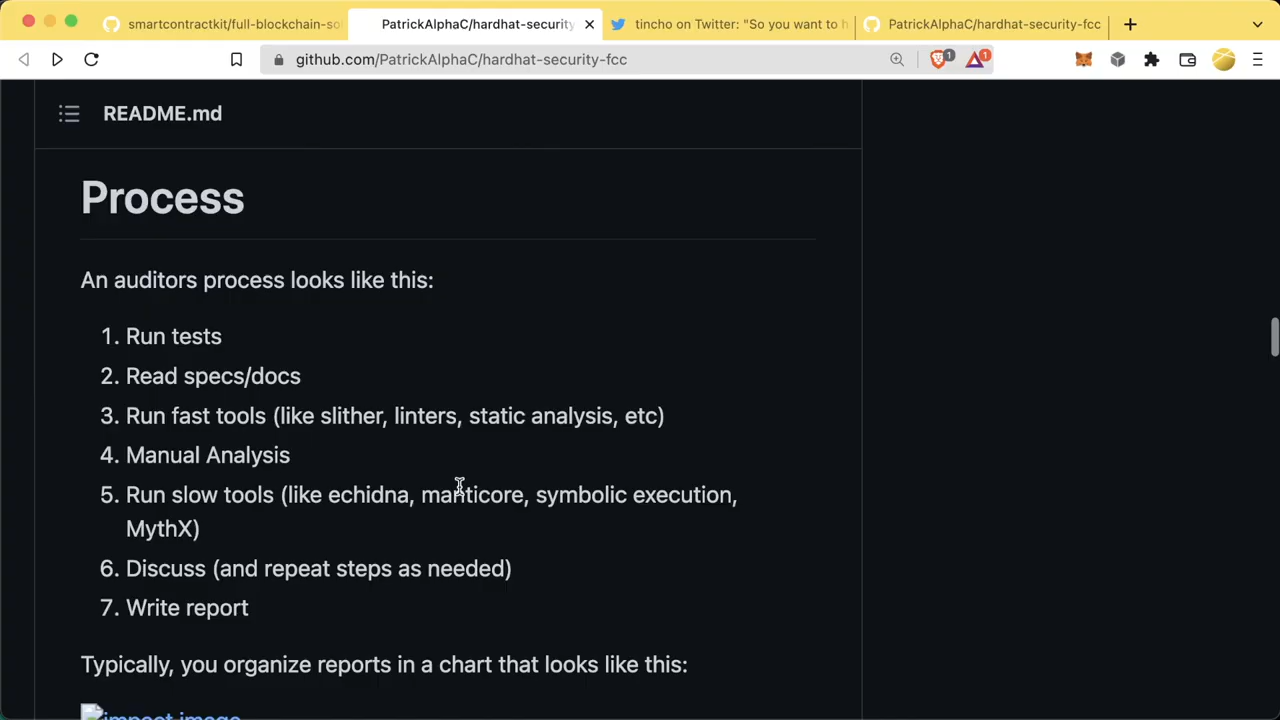 smartcontractkit/full-blockchain-so
PatrickAlphaC/hardhat-security
tincho on Twitter: "So you want to h
PatrickAlphaC/hardhat-security-fcc
github.com/PatrickAlphaC/hardhat-security-fcc
1
1
README.md
Process
An auditors process looks like this:
1. Run tests
2. Read specs/docs
3. Run fast tools (like slither, linters, static analysis, etc)
4. Manual Analysis
5. Run slow tools (like echidna, manticore, symbolic execution,
MythX)
6. Discuss (and repeat steps as needed)
7. Write report
Typically, you organize reports in a chart that looks like this:
impact image